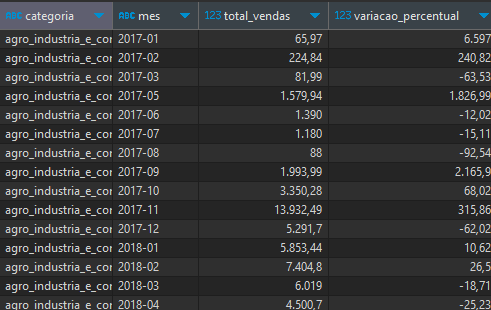 ABC categoria ABC mes 123 total_vendas 123 variacao_percentual
agro_industria_e_cor 2017-01 65,97 6.597
agro_industria_e_cor 2017-02 224,84 240,82
agro_industria_e_cor 2017-03 81,99 -63,53
agro_industria_e_cor 2017-05 1.579,94 1.826,99
agro_industria_e_cor 2017-06 1.390 -12,02
agro_industria_e_cor 2017-07 1.180 -15,11
agro_industria_e_cor 2017-08 88 -92,54
agro_industria_e_cor 2017-09 1.993,99 2.165,9
agro_industria_e_cor 2017-10 3.350,28 68,02
agro_industria_e_cor 2017-11 13.932,49 315,86
agro_industria_e_cor 2017-12 5.291,7 -62,02
agro_industria_e_cor 2018-01 5.853,44 10,62
agro_industria_e_cor 2018-02 7.404,8 26,5
agro_industria_e_cor 2018-03 6.019 -18,71
agro_industria_e_cor 2018-04 4.500,7 -25,23